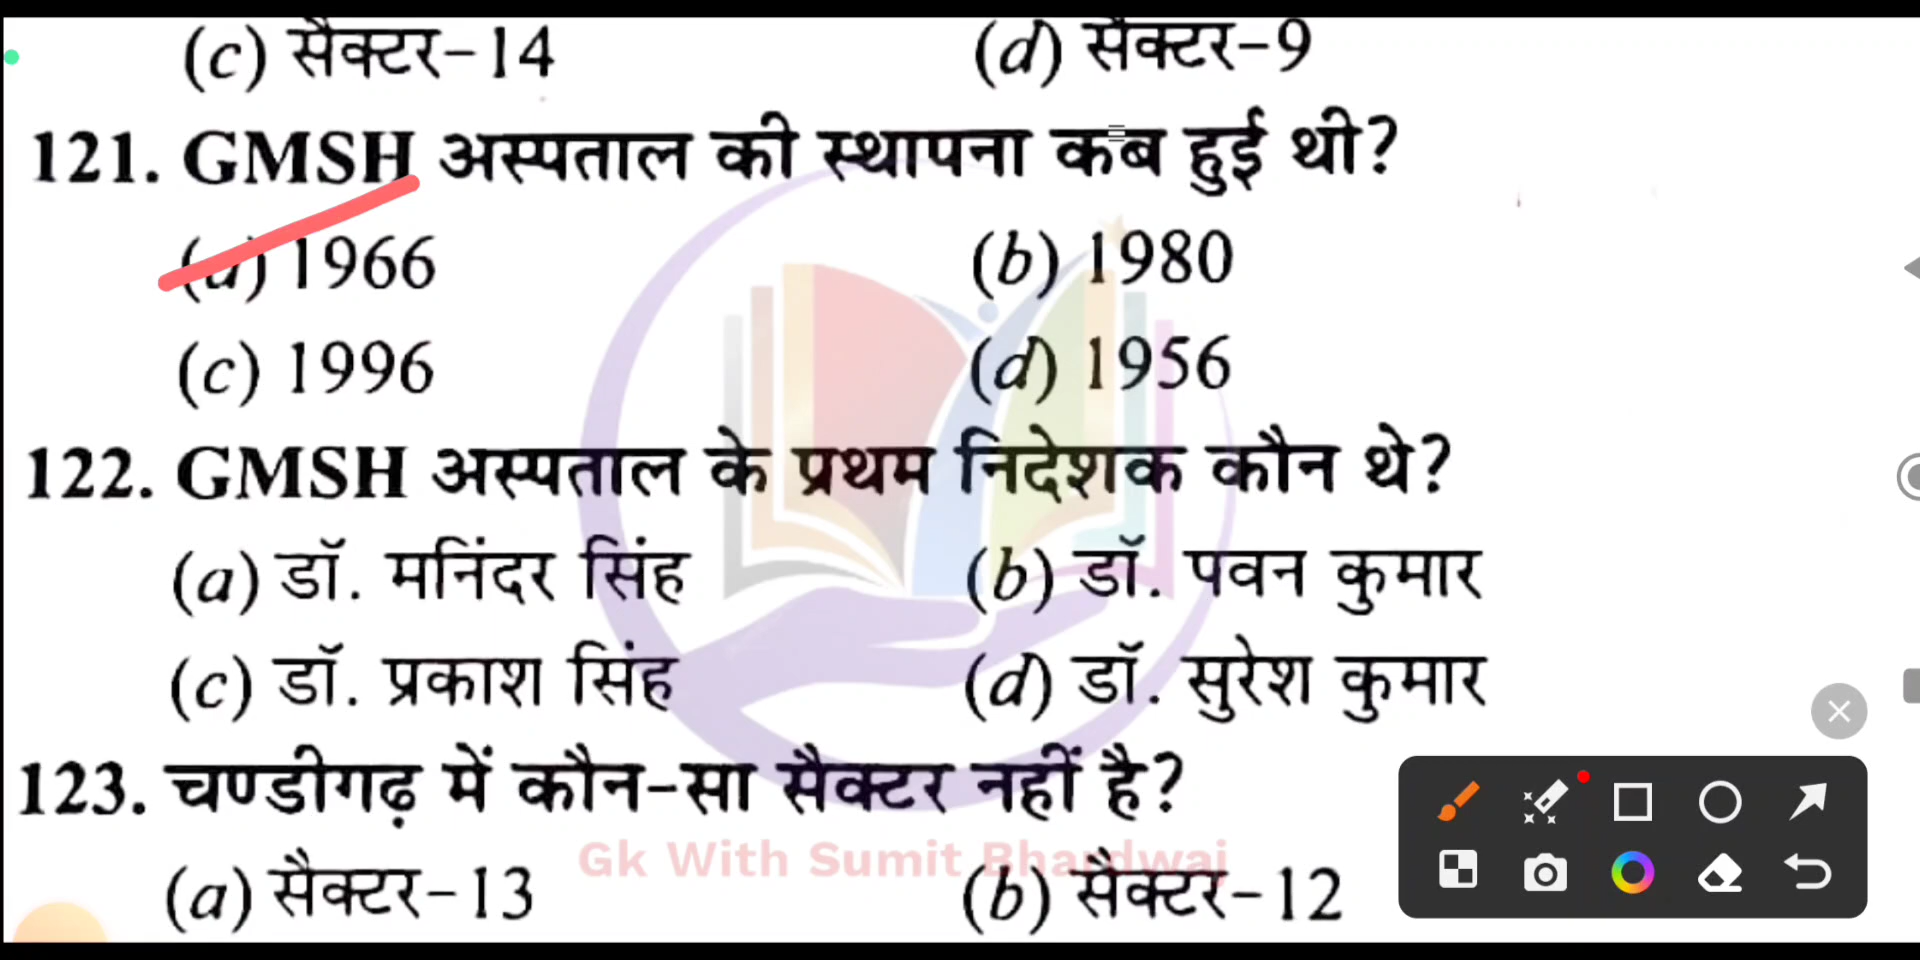 (c) सैक्टर-14 (d) सैक्टर-9
121. GMSH अस्पताल की स्थापना कब हुई थी?
(a) 1966 (b) 1980
(c) 1996 (d) 1956
122. GMSH अस्पताल के प्रथम निदेशक कौन थे?
(a) डॉ. मनिंदर सिंह (b) डॉ. पवन कुमार
(c) डॉ. प्रकाश सिंह (d) डॉ. सुरेश कुमार
123. चण्डीगढ़ में कौन-सा सैक्टर नहीं है?
Gk With Sumit Bhardwaj
(a) सैक्टर-13 (b) सैक्टर-12